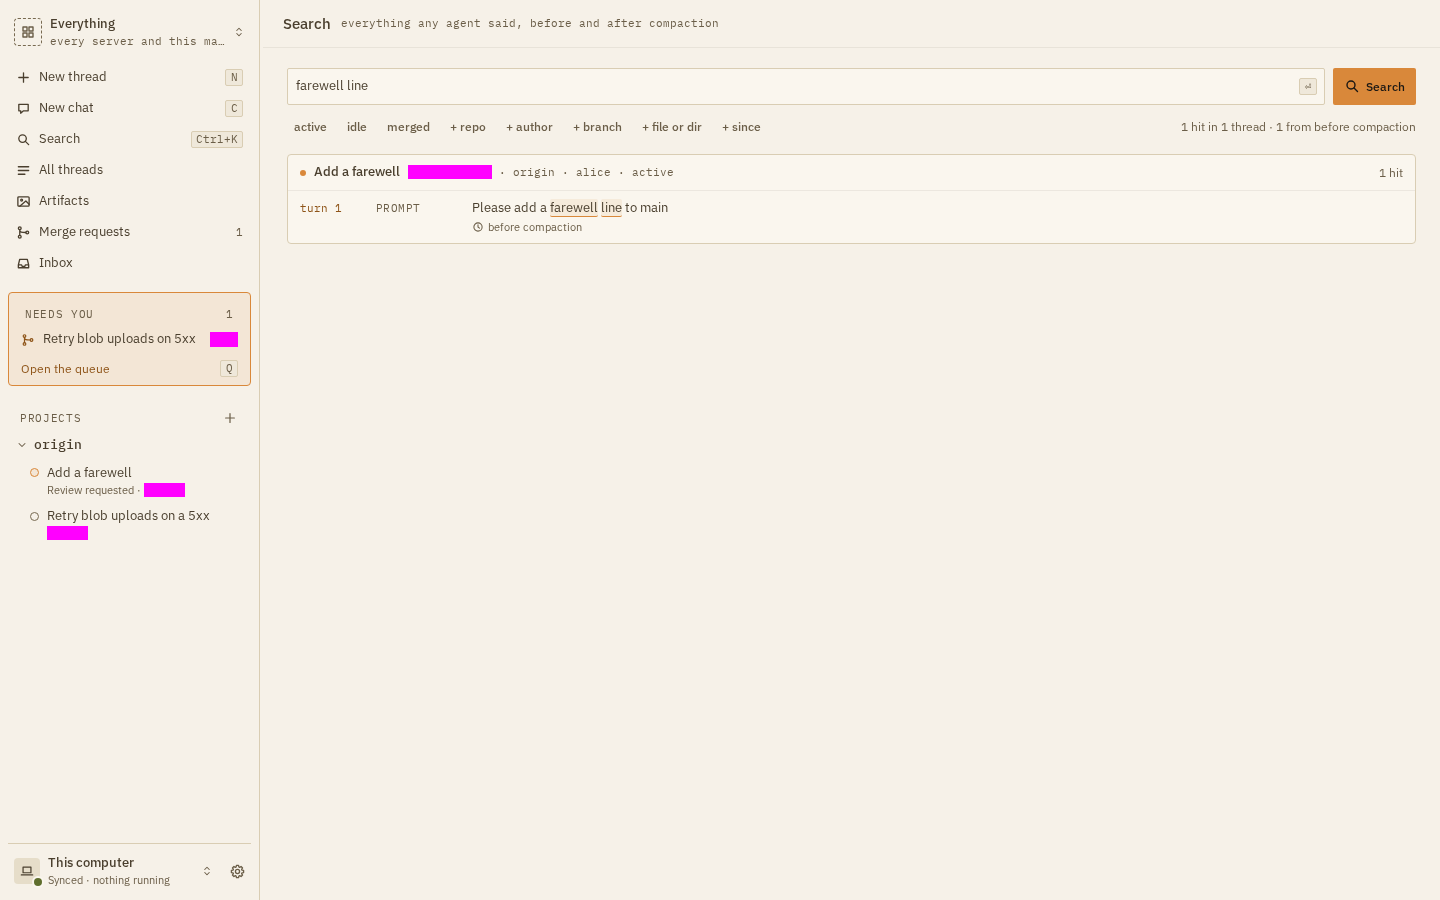 Everything
every server and this ma…
New thread N
New chat C
Search Ctrl+K
All threads
Artifacts
Merge requests 1
Inbox
NEEDS YOU 1
Retry blob uploads on 5xx
Open the queue Q
PROJECTS
origin
Add a farewell
Review requested ·
Retry blob uploads on a 5xx
This computer
Synced · nothing running
Search everything any agent said, before and after compaction
farewell line ⏎
Search
active idle merged + repo + author + branch + file or dir + since 1 hit in 1 thread · 1 from before compaction
Add a farewell · origin · alice · active 1 hit
turn 1 PROMPT Please add a farewell line to main
before compaction